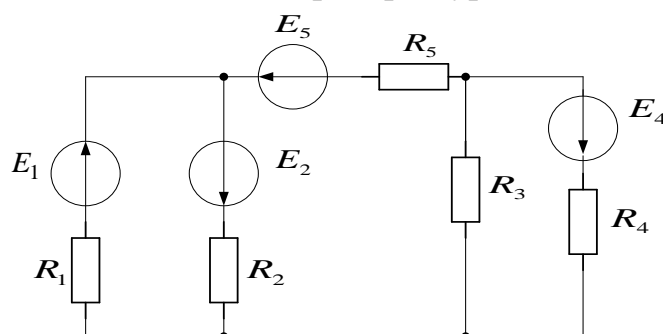 E₅
R₅
E₁
E₂
E₄
R₃
R₄
R₁
R₂